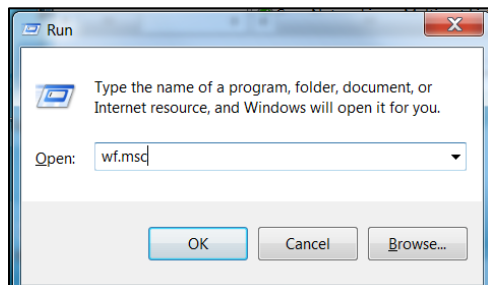 Run
Type the name of a program, folder, document, or
Internet resource, and Windows will open it for you.
Open: wf.msc
OK Cancel Browse...